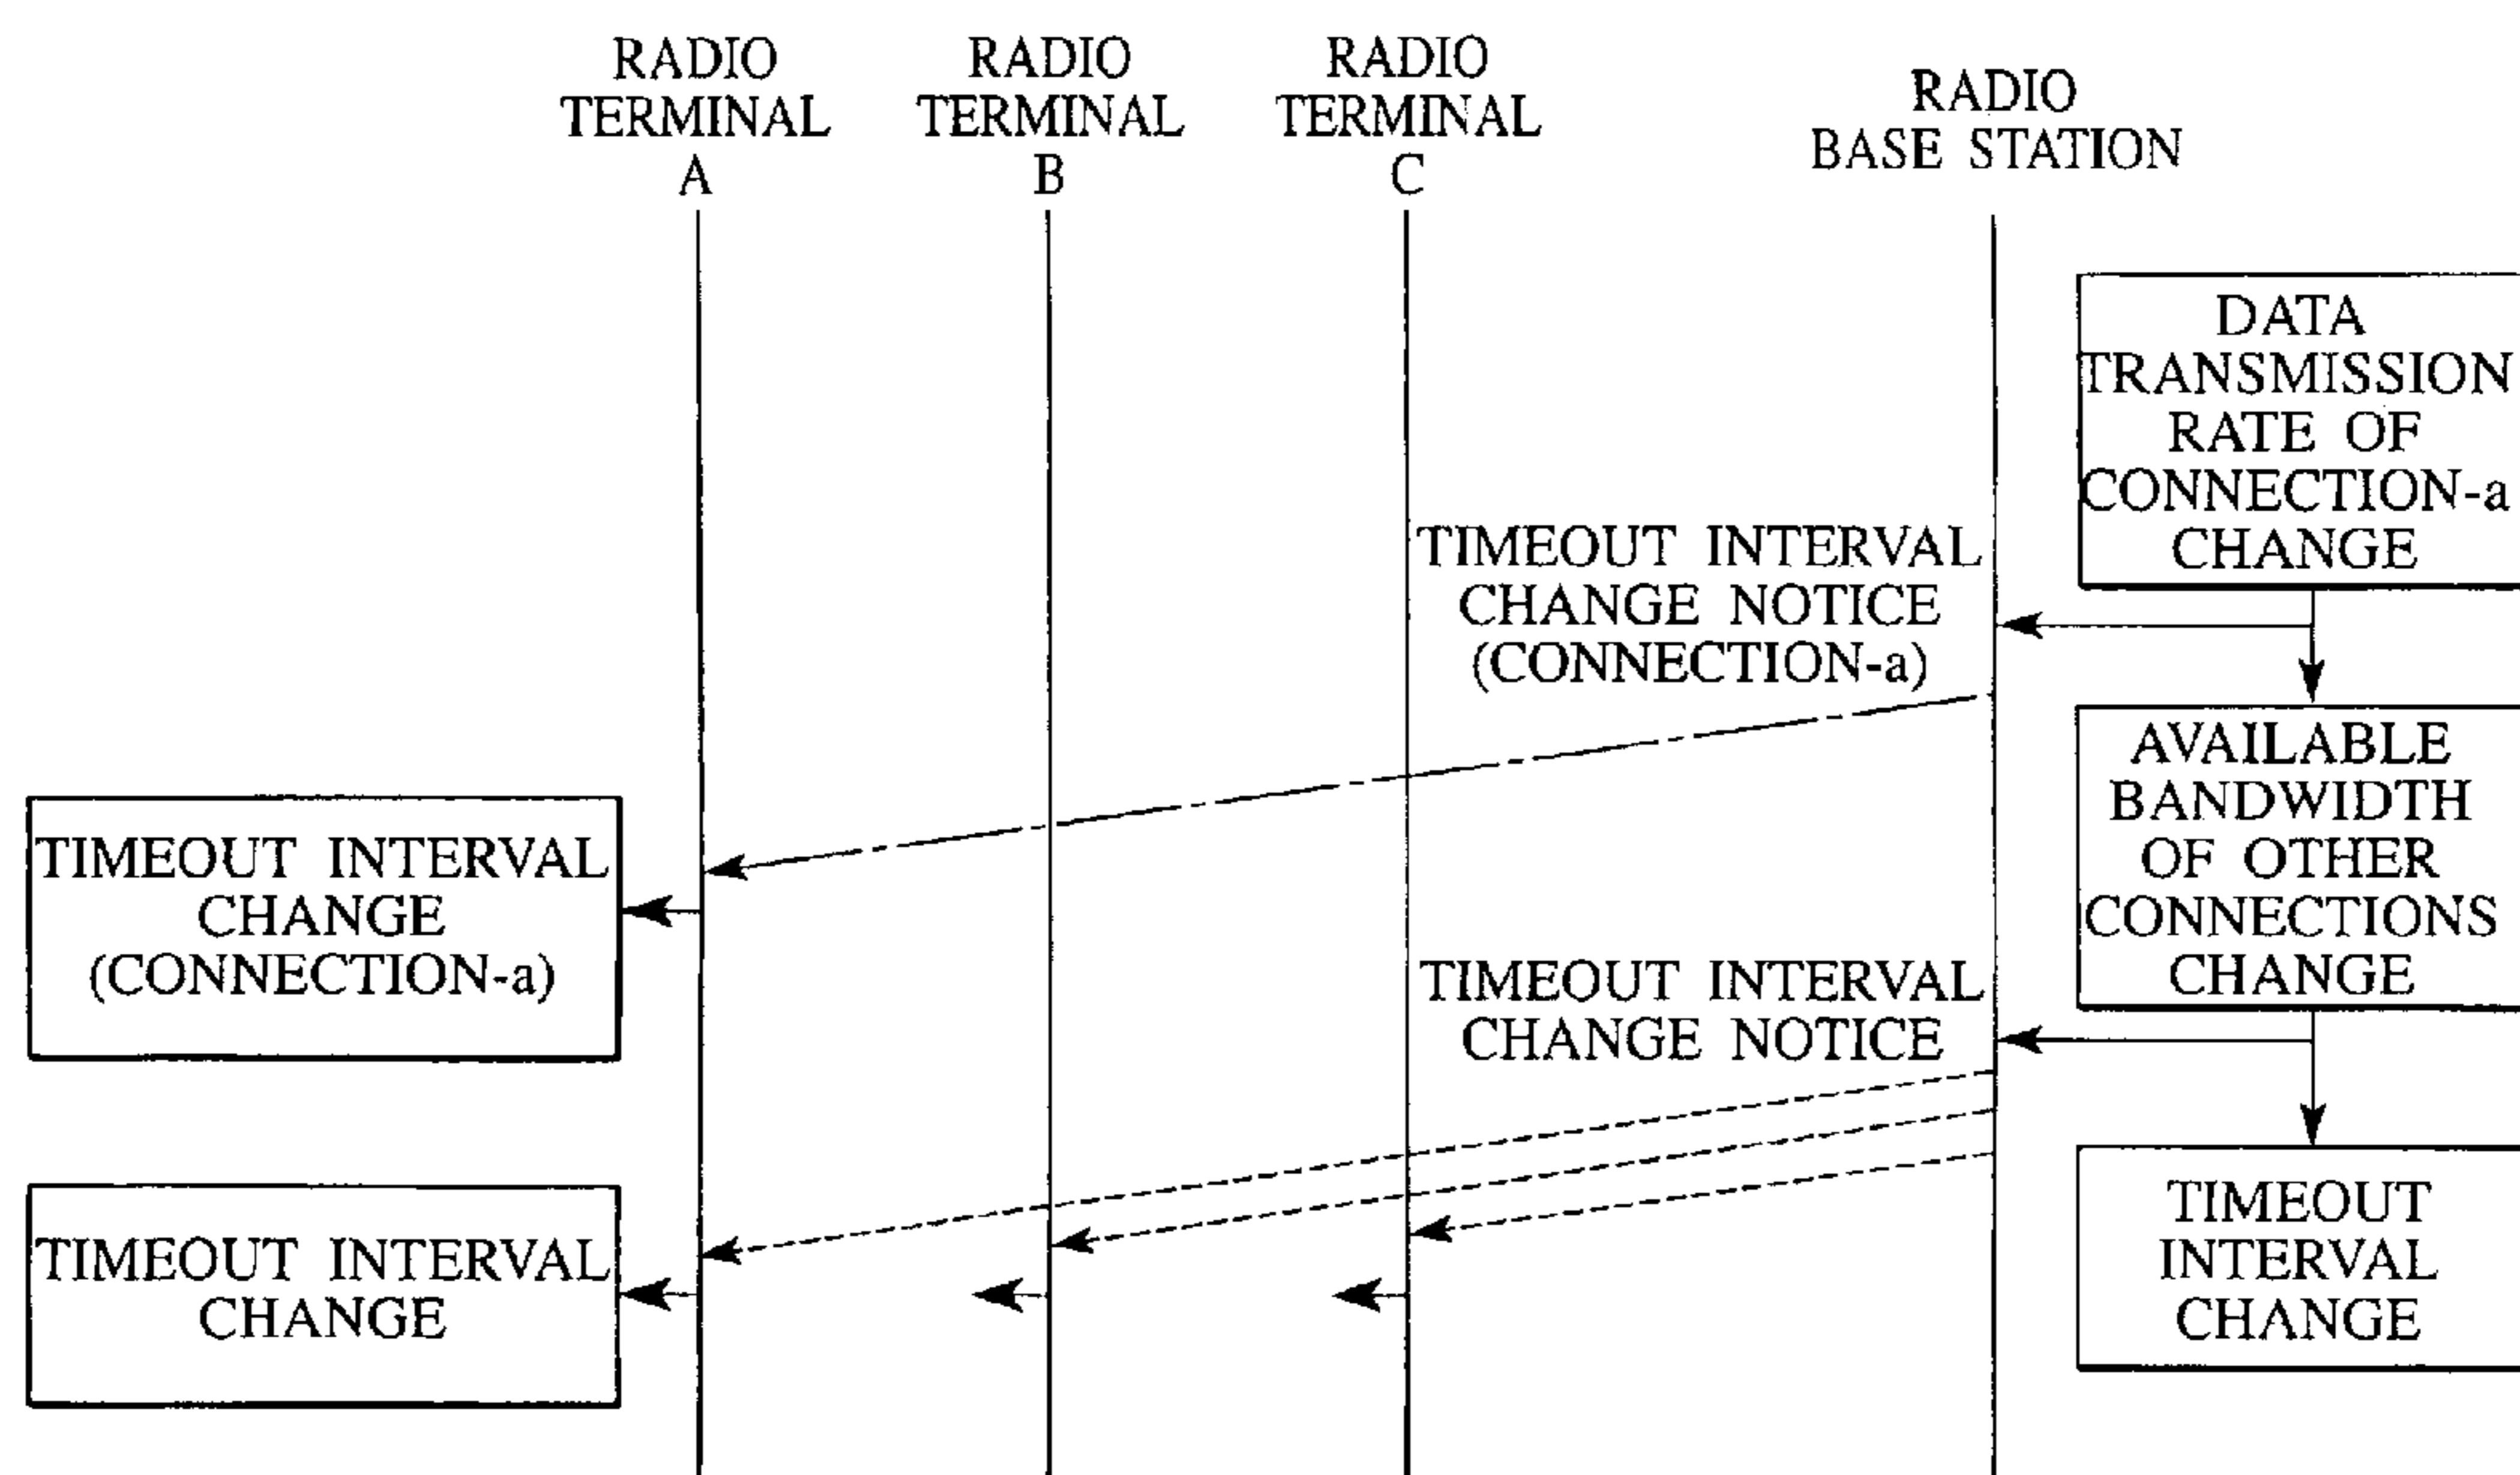 RADIO
TERMINAL
A
RADIO
TERMINAL
B
RADIO
TERMINAL
C
RADIO
BASE STATION
DATA
TRANSMISSION
RATE OF
CONNECTION-a
CHANGE
TIMEOUT INTERVAL
CHANGE NOTICE
(CONNECTION-a)
AVAILABLE
BANDWIDTH
OF OTHER
CONNECTIONS
CHANGE
TIMEOUT INTERVAL
CHANGE
(CONNECTION-a)
TIMEOUT INTERVAL
CHANGE NOTICE
TIMEOUT INTERVAL
CHANGE
TIMEOUT
INTERVAL
CHANGE